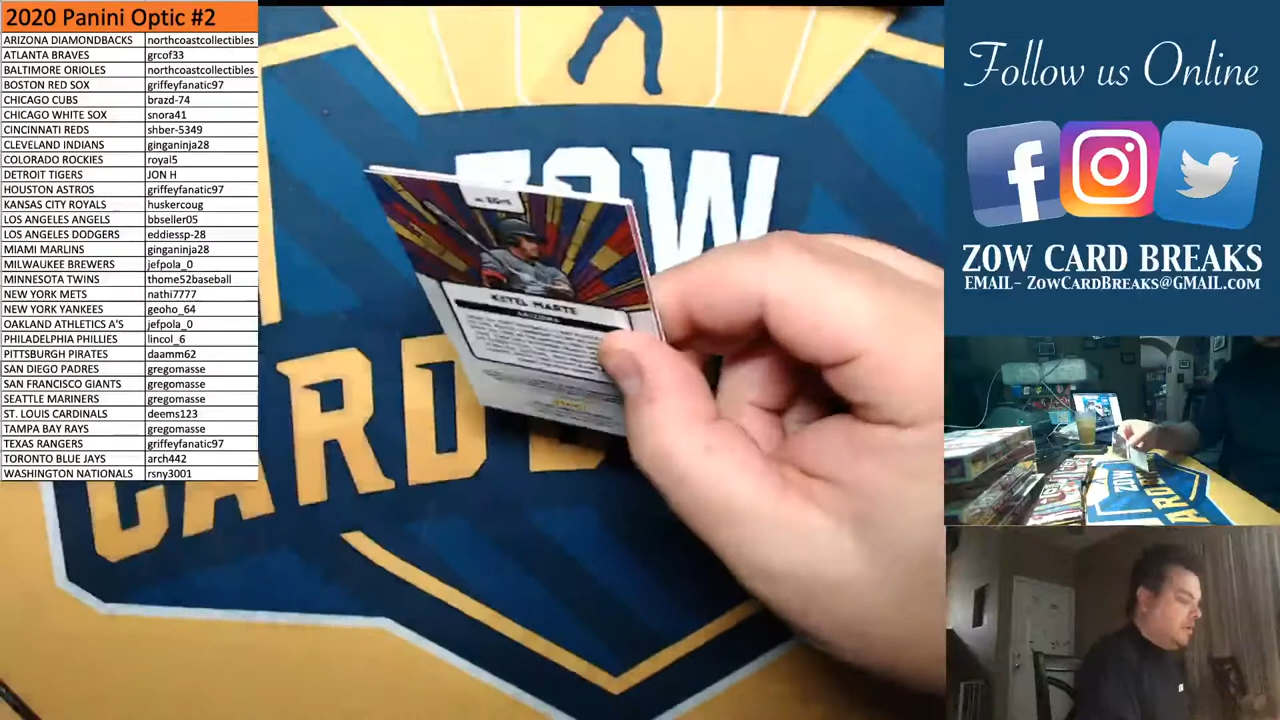 2020 Panini Optic #2
ARIZONA DIAMONDBACKS northcoastcollectibles
ATLANTA BRAVES grcof33
BALTIMORE ORIOLES northcoastcollectibles
BOSTON RED SOX griffeyfanatic97
CHICAGO CUBS brazd-74
CHICAGO WHITE SOX snora41
CINCINNATI REDS shber-5349
CLEVELAND INDIANS ginganinja28
COLORADO ROCKIES royal5
DETROIT TIGERS JON H
HOUSTON ASTROS griffeyfanatic97
KANSAS CITY ROYALS huskercoug
LOS ANGELES ANGELS bbseller05
LOS ANGELES DODGERS eddiessp-28
MIAMI MARLINS ginganinja28
MILWAUKEE BREWERS jefpola_0
MINNESOTA TWINS thome52baseball
NEW YORK METS nathi7777
NEW YORK YANKEES geoho_64
OAKLAND ATHLETICS A'S jefpola_0
PHILADELPHIA PHILLIES lincol_6
PITTSBURGH PIRATES daamm62
SAN DIEGO PADRES gregomasse
SAN FRANCISCO GIANTS gregomasse
SEATTLE MARINERS gregomasse
ST. LOUIS CARDINALS deems123
TAMPA BAY RAYS gregomasse
TEXAS RANGERS griffeyfanatic97
TORONTO BLUE JAYS arch442
WASHINGTON NATIONALS rsny3001
ZOW
CARD
KETEL MARTE
ARIZONA
Follow us Online
ZOW CARD BREAKS
EMAIL- ZowCardBreaks@gmail.com
ZOW